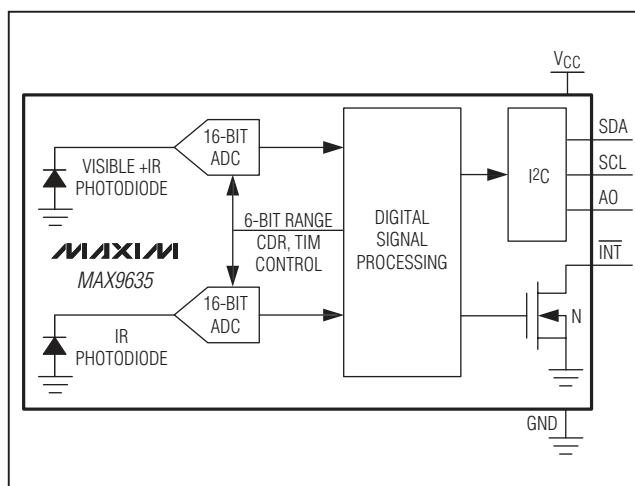 VCC
SDA
SCL
A0
INT
GND
VISIBLE +IR
PHOTODIODE
16-BIT
ADC
6-BIT RANGE
CDR, TIM
CONTROL
DIGITAL
SIGNAL
PROCESSING
I²C
N
MAXIM
MAX9635
16-BIT
ADC
IR
PHOTODIODE